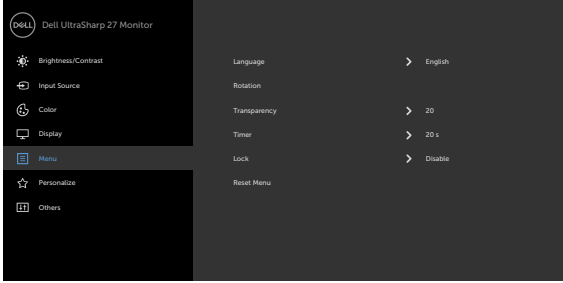 DELL
Dell UltraSharp 27 Monitor
Brightness/Contrast
Input Source
Color
Display
Menu
Personalize
Others
Language English
Rotation
Transparency 20
Timer 20 s
Lock Disable
Reset Menu